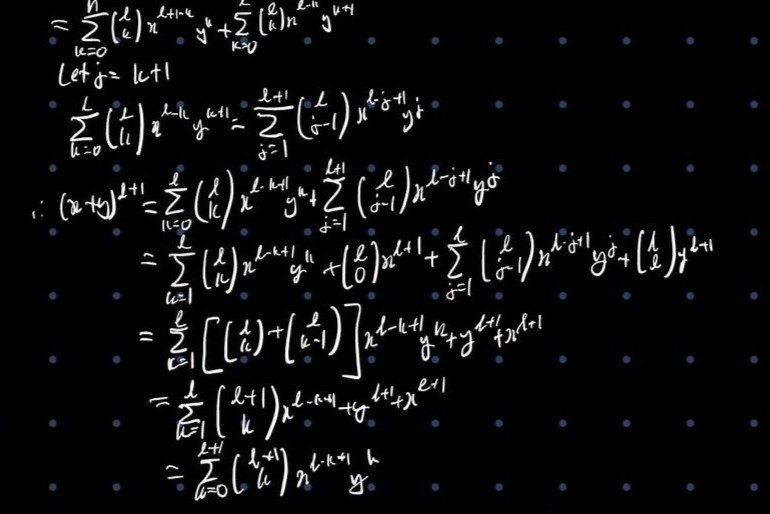 = \sum_{k=0}^{n} \binom{l}{k} x^{l+1-k} y^k + \sum_{k=0}^{l} \binom{l}{k} x^{l-k} y^{k+1}
Let j = k+1
\sum_{k=0}^{l} \binom{l}{k} x^{l-k} y^{k+1} = \sum_{j=1}^{l+1} \binom{l}{j-1} x^{l-j+1} y^j
∴ (x+y)^{l+1} = \sum_{k=0}^{l} \binom{l}{k} x^{l-k+1} y^k + \sum_{j=1}^{l+1} \binom{l}{j-1} x^{l-j+1} y^j
= \sum_{k=1}^{l} \binom{l}{k} x^{l-k+1} y^k + \binom{l}{0} x^{l+1} + \sum_{j=1}^{l} \binom{l}{j-1} x^{l-j+1} y^j + \binom{l}{l} y^{l+1}
= \sum_{k=1}^{l} \left[ \binom{l}{k} + \binom{l}{k-1} \right] x^{l-k+1} y^k + y^{l+1} + x^{l+1}
= \sum_{k=1}^{l} \binom{l+1}{k} x^{l-k+1} + y^{l+1} + x^{l+1}
= \sum_{k=0}^{l+1} \binom{l+1}{k} x^{l-k+1} y^k